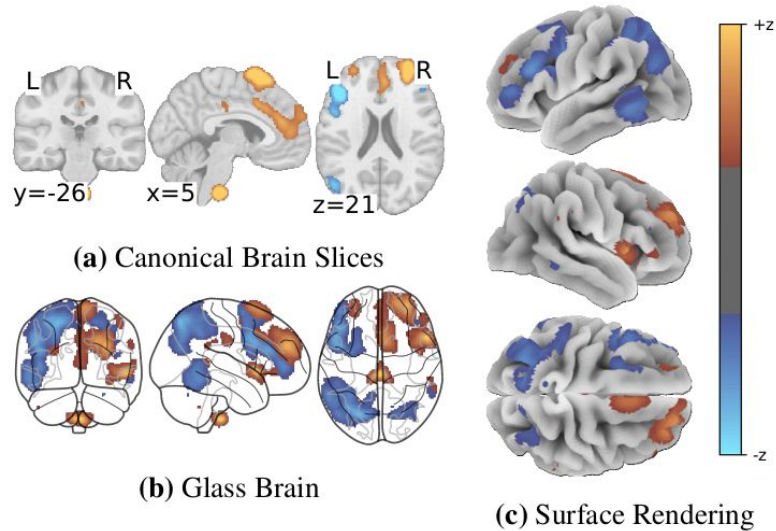 L R L R
y=-26 x=5 z=21
(a) Canonical Brain Slices
(b) Glass Brain
+z
-z
(c) Surface Rendering